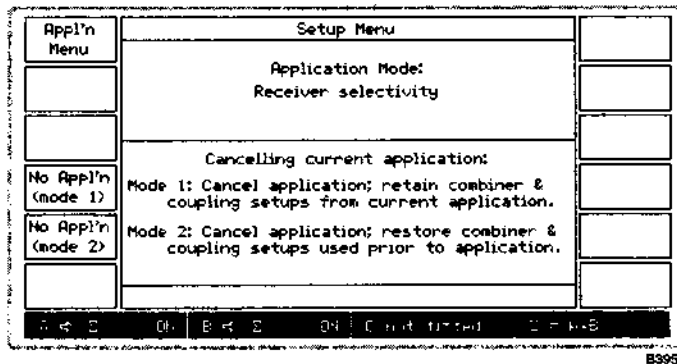 Appl'n
Menu
Setup Menu
Application Mode:
Receiver selectivity
Cancelling current application:
No Appl'n
(mode 1)
Mode 1: Cancel application; retain combiner &
coupling setups from current application.
No Appl'n
(mode 2)
Mode 2: Cancel application; restore combiner &
coupling setups used prior to application.
ON B ON C not fitted
B395